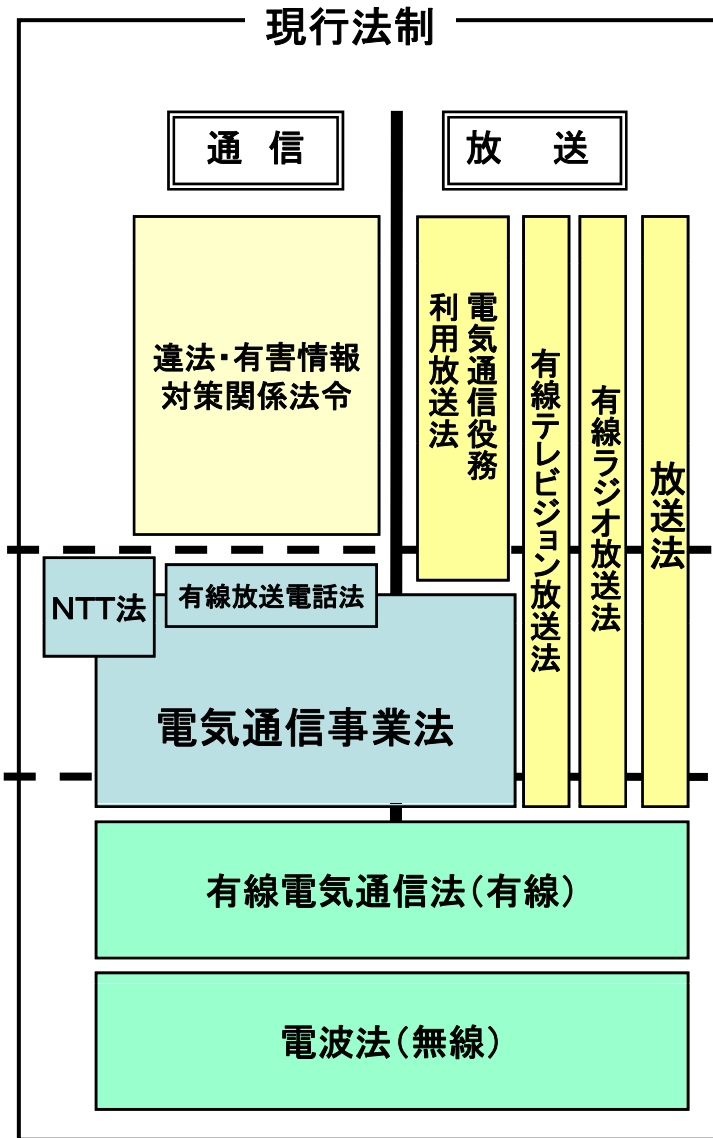 現行法制
通 信
放 送
違法・有害情報
対策関係法令
電気通信役務
利用放送法
有線テレビジョン放送法
有線ラジオ放送法
放送法
NTT法
有線放送電話法
電気通信事業法
有線電気通信法(有線)
電波法(無線)